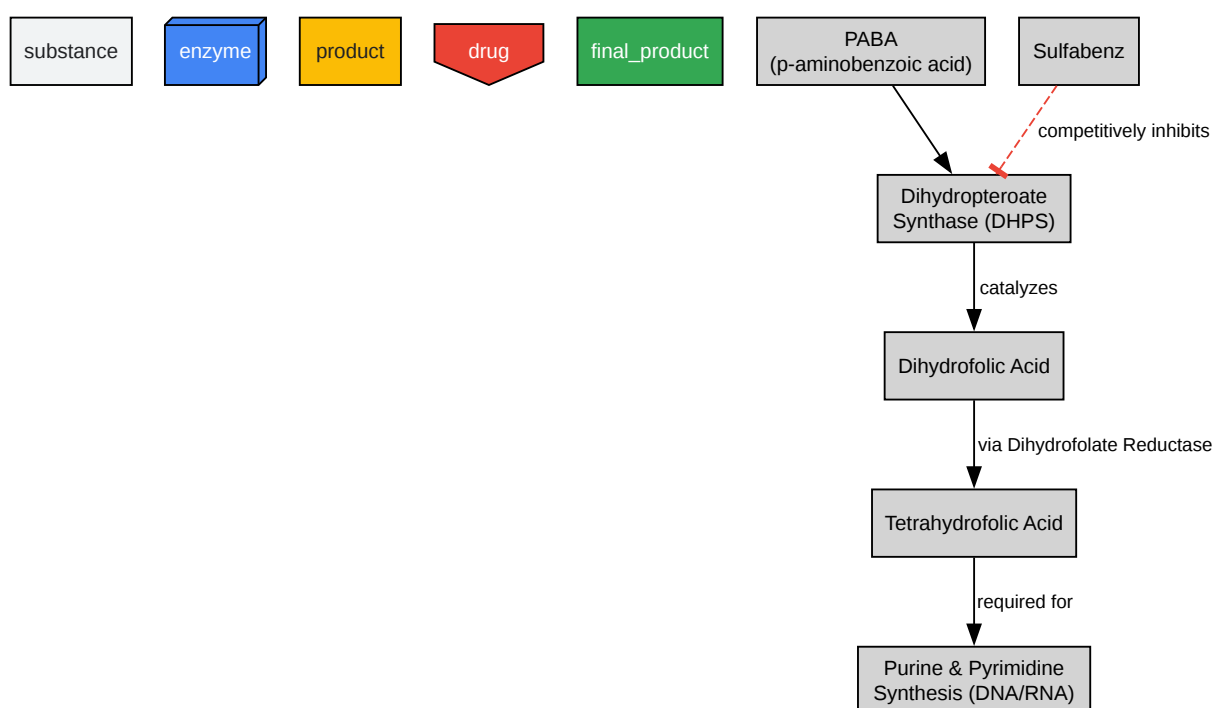 substance
enzyme
product
drug
final_product
PABA
(p-aminobenzoic acid)
Sulfabenz
competitively inhibits
Dihydropteroate
Synthase (DHPS)
catalyzes
Dihydrofolic Acid
via Dihydrofolate Reductase
Tetrahydrofolic Acid
required for
Purine & Pyrimidine
Synthesis (DNA/RNA)